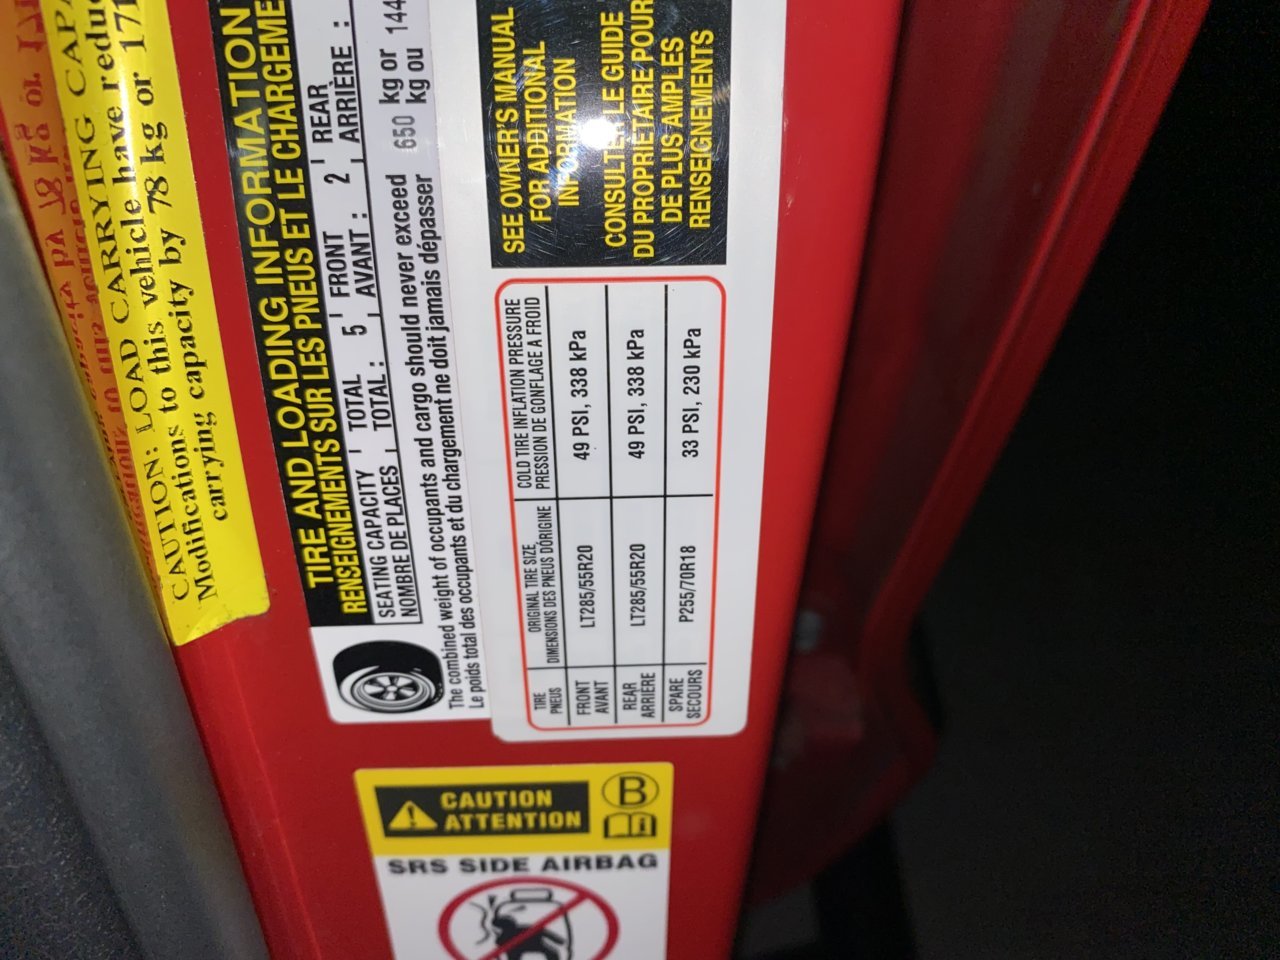 CAUTION: LOAD CARRYING CAPA
Modifications to this vehicle have reduc
carrying capacity by 78 kg or 171
TIRE AND LOADING INFORMATION
RENSEIGNEMENTS SUR LES PNEUS ET LE CHARGEME
SEATING CAPACITY TOTAL 5 FRONT 2 REAR
NOMBRE DE PLACES TOTAL : AVANT : ARRIÈRE :
The combined weight of occupants and cargo should never exceed 650 kg or 144
Le poids total des occupants et du chargement ne doit jamais dépasser kg ou
TIRE ORIGINAL TIRE SIZE COLD TIRE INFLATION PRESSURE
PNEUS DIMENSIONS DES PNEUS DÓRIGINE PRESSION DE GONFLAGE A FROID
FRONT LT285/55R20 49 PSI, 338 kPa
AVANT
REAR LT285/55R20 49 PSI, 338 kPa
ARRIERE
SPARE P255/70R18 33 PSI, 230 kPa
SECOURS
SEE OWNER'S MANUAL
FOR ADDITIONAL
INFORMATION
CONSULTER LE GUIDE
DU PROPRIÉTAIRE POUR
DE PLUS AMPLES
RENSEIGNEMENTS
CAUTION
ATTENTION
B
SRS SIDE AIRBAG